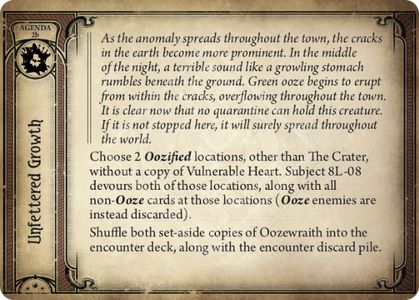 AGENDA
2b
Unfettered Growth
As the anomaly spreads throughout the town, the cracks
in the earth become more prominent. In the middle
of the night, a terrible sound like a growling stomach
rumbles beneath the ground. Green ooze begins to erupt
from within the cracks, overflowing throughout the town.
It is clear now that no quarantine can hold this creature.
If it is not stopped here, it will surely spread throughout
the world.
Choose 2 Oozified locations, other than The Crater,
without a copy of Vulnerable Heart. Subject 8L-08
devours both of those locations, along with all
non-Ooze cards at those locations (Ooze enemies are
instead discarded).
Shuffle both set-aside copies of Oozewraith into the
encounter deck, along with the encounter discard pile.